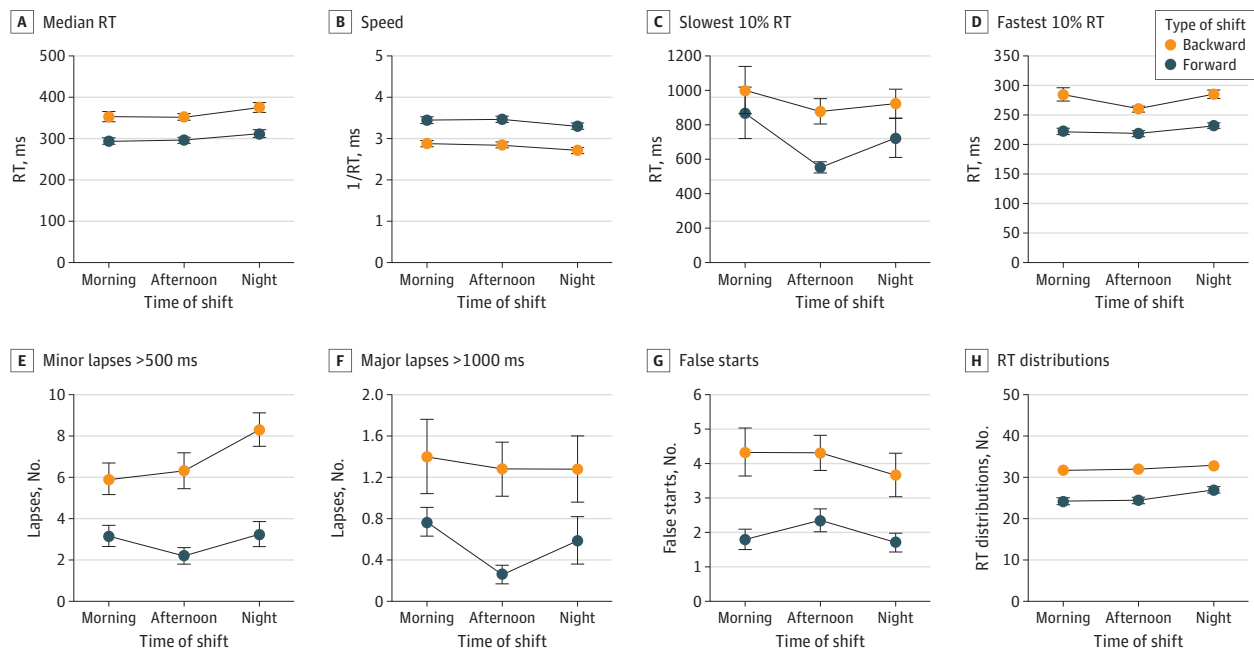 A Median RT
500
400
300
200
100
0
RT, ms
Morning Afternoon Night
Time of shift
B Speed
5
4
3
2
1
0
1/RT, ms
Morning Afternoon Night
Time of shift
C Slowest 10% RT
1200
1000
800
600
400
200
0
RT, ms
Morning Afternoon Night
Time of shift
D Fastest 10% RT
Type of shift
Backward
Forward
350
300
250
200
150
100
50
0
RT, ms
Morning Afternoon Night
Time of shift
E Minor lapses >500 ms
10
8
6
4
2
0
Lapses, No.
Morning Afternoon Night
Time of shift
F Major lapses >1000 ms
2.0
1.6
1.2
0.8
0.4
0
Lapses, No.
Morning Afternoon Night
Time of shift
G False starts
6
5
4
3
2
1
0
False starts, No.
Morning Afternoon Night
Time of shift
H RT distributions
50
40
30
20
10
0
RT distributions, No.
Morning Afternoon Night
Time of shift